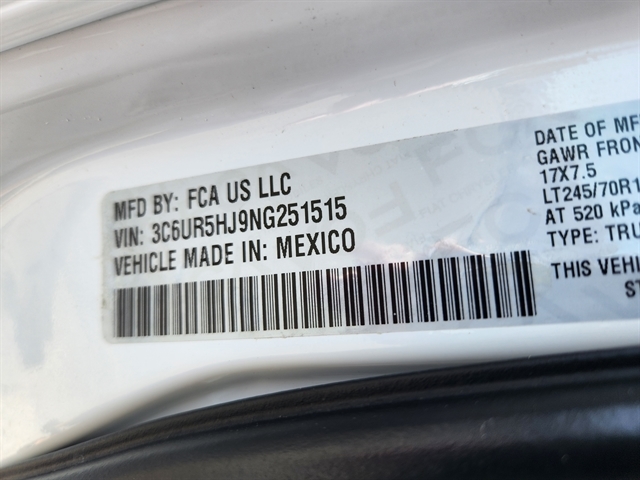 MFD BY: FCA US LLC
VIN: 3C6UR5HJ9NG251515
VEHICLE MADE IN: MEXICO
DATE OF MF
GAWR FRON
17X7.5
LT245/70R1
AT 520 kPa
TYPE: TRU
THIS VEHI
ST